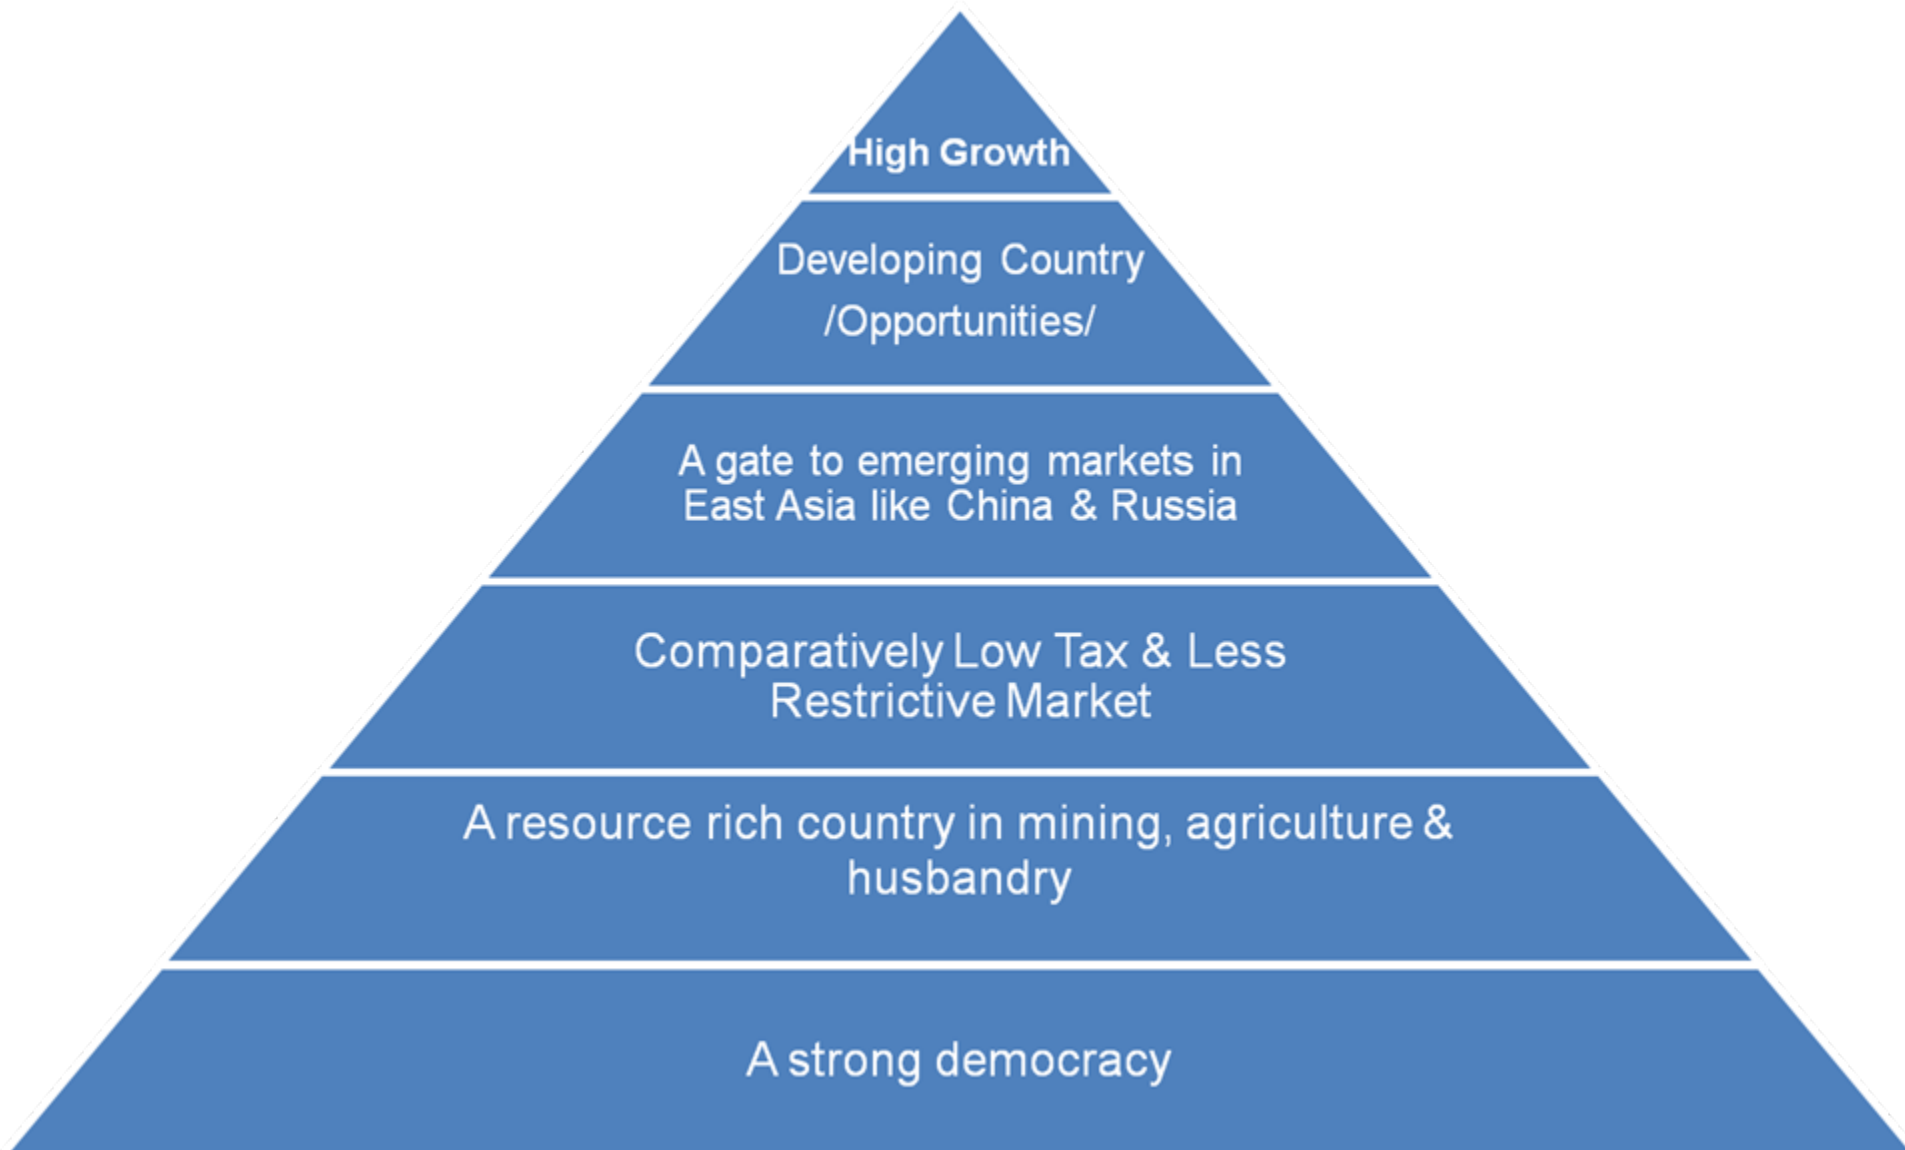 High Growth
Developing Country
/Opportunities/
A gate to emerging markets in
East Asia like China & Russia
Comparatively Low Tax & Less
Restrictive Market
A resource rich country in mining, agriculture &
husbandry
A strong democracy